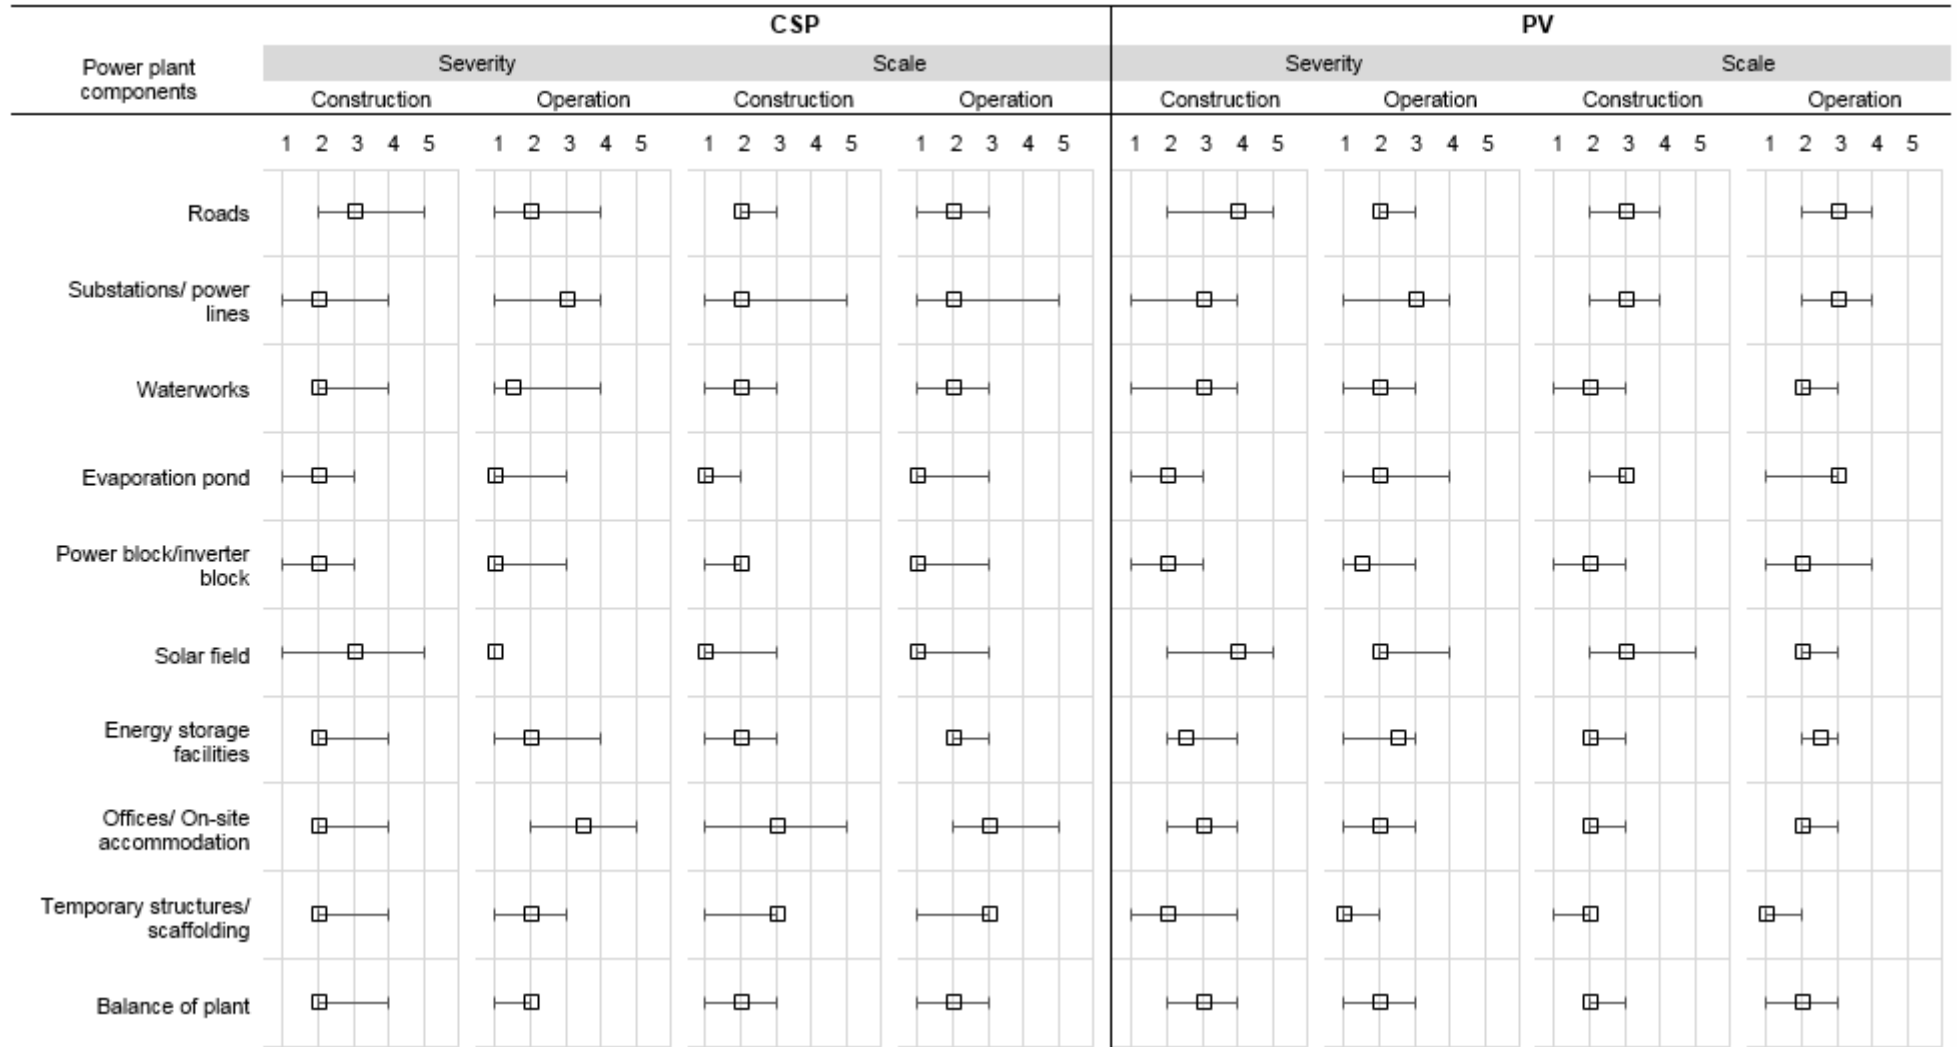 CSP PV
Power plant
components
Severity Scale Severity Scale
Construction Operation Construction Operation Construction Operation Construction Operation
1 2 3 4 5 1 2 3 4 5 1 2 3 4 5 1 2 3 4 5 1 2 3 4 5 1 2 3 4 5 1 2 3 4 5 1 2 3 4 5
Roads
Substations/ power
lines
Waterworks
Evaporation pond
Power block/inverter
block
Solar field
Energy storage
facilities
Offices/ On-site
accommodation
Temporary structures/
scaffolding
Balance of plant